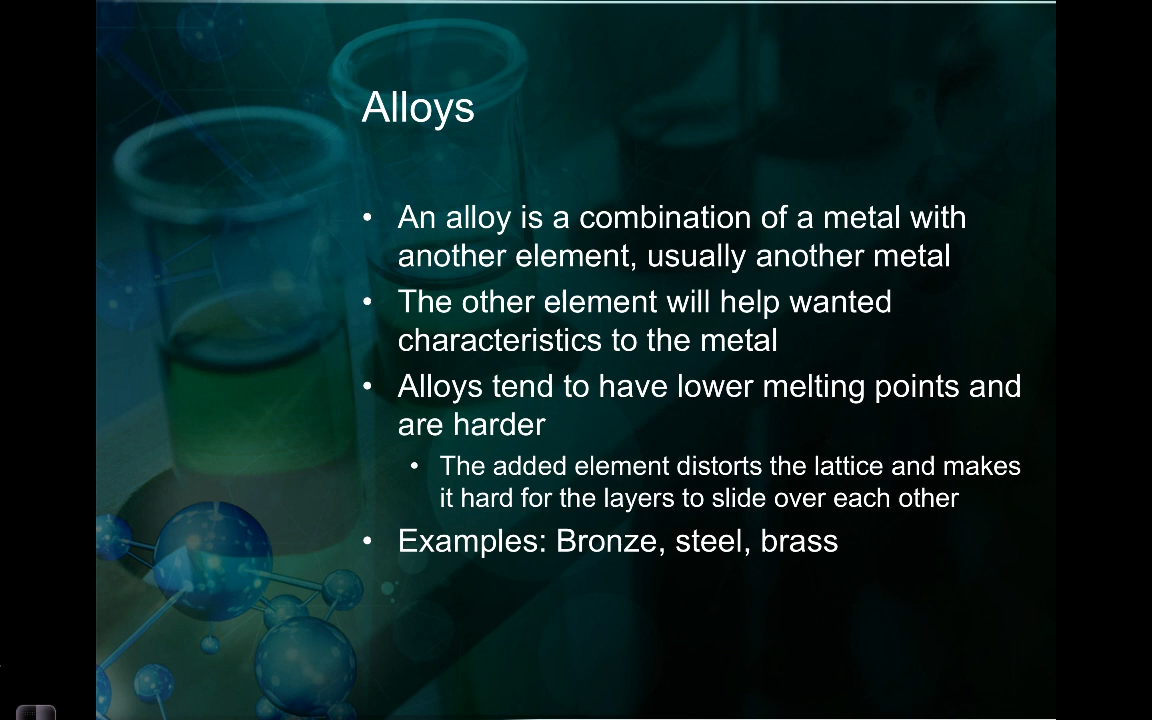 Alloys
• An alloy is a combination of a metal with
another element, usually another metal
• The other element will help wanted
characteristics to the metal
• Alloys tend to have lower melting points and
are harder
• The added element distorts the lattice and makes
it hard for the layers to slide over each other
• Examples: Bronze, steel, brass